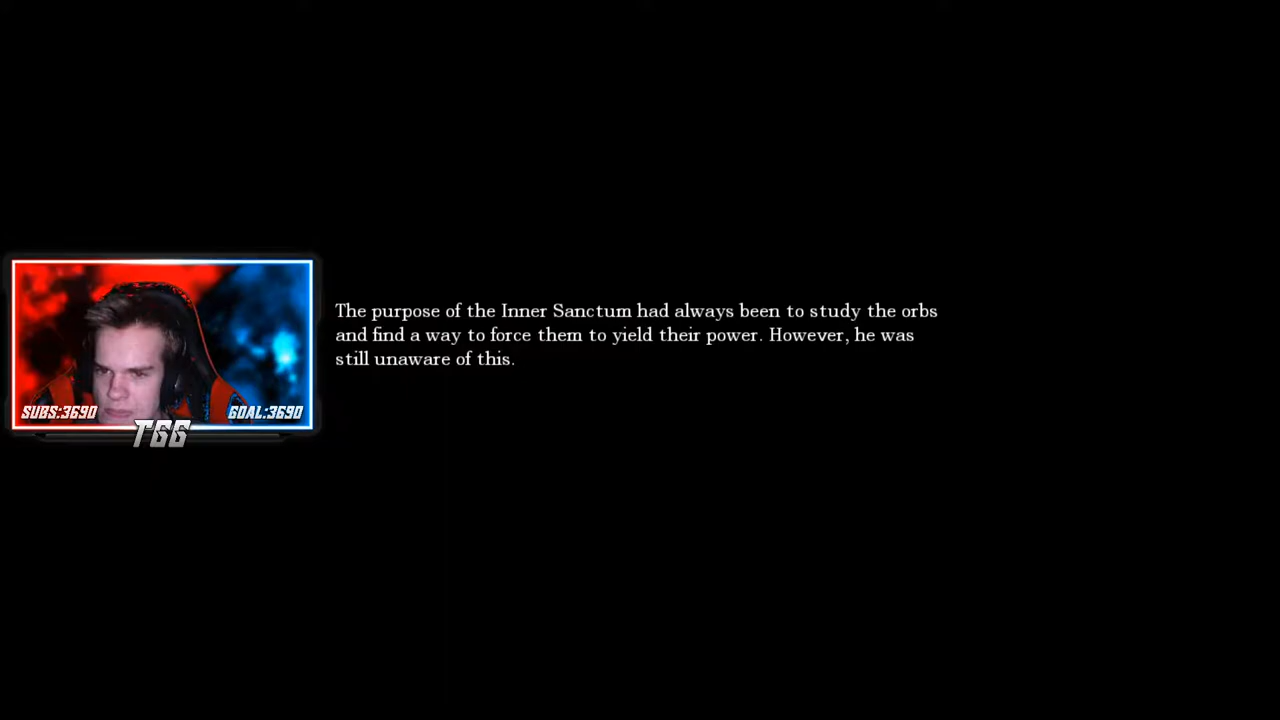 The purpose of the Inner Sanctum had always been to study the orbs
and find a way to force them to yield their power. However, he was
still unaware of this.
SUBS:3690
GOAL:3690
TGG